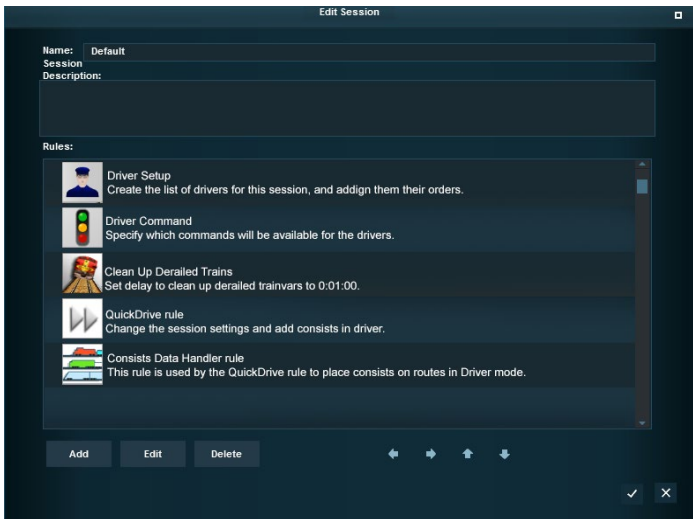 Edit Session
Name: Default
Session
Description:
Rules:
Driver Setup
Create the list of drivers for this session, and addign them their orders.
Driver Command
Specify which commands will be available for the drivers.
Clean Up Derailed Trains
Set delay to clean up derailed trainvars to 0:01:00.
QuickDrive rule
Change the session settings and add consists in driver.
Consists Data Handler rule
This rule is used by the QuickDrive rule to place consists on routes in Driver mode.
Add Edit Delete